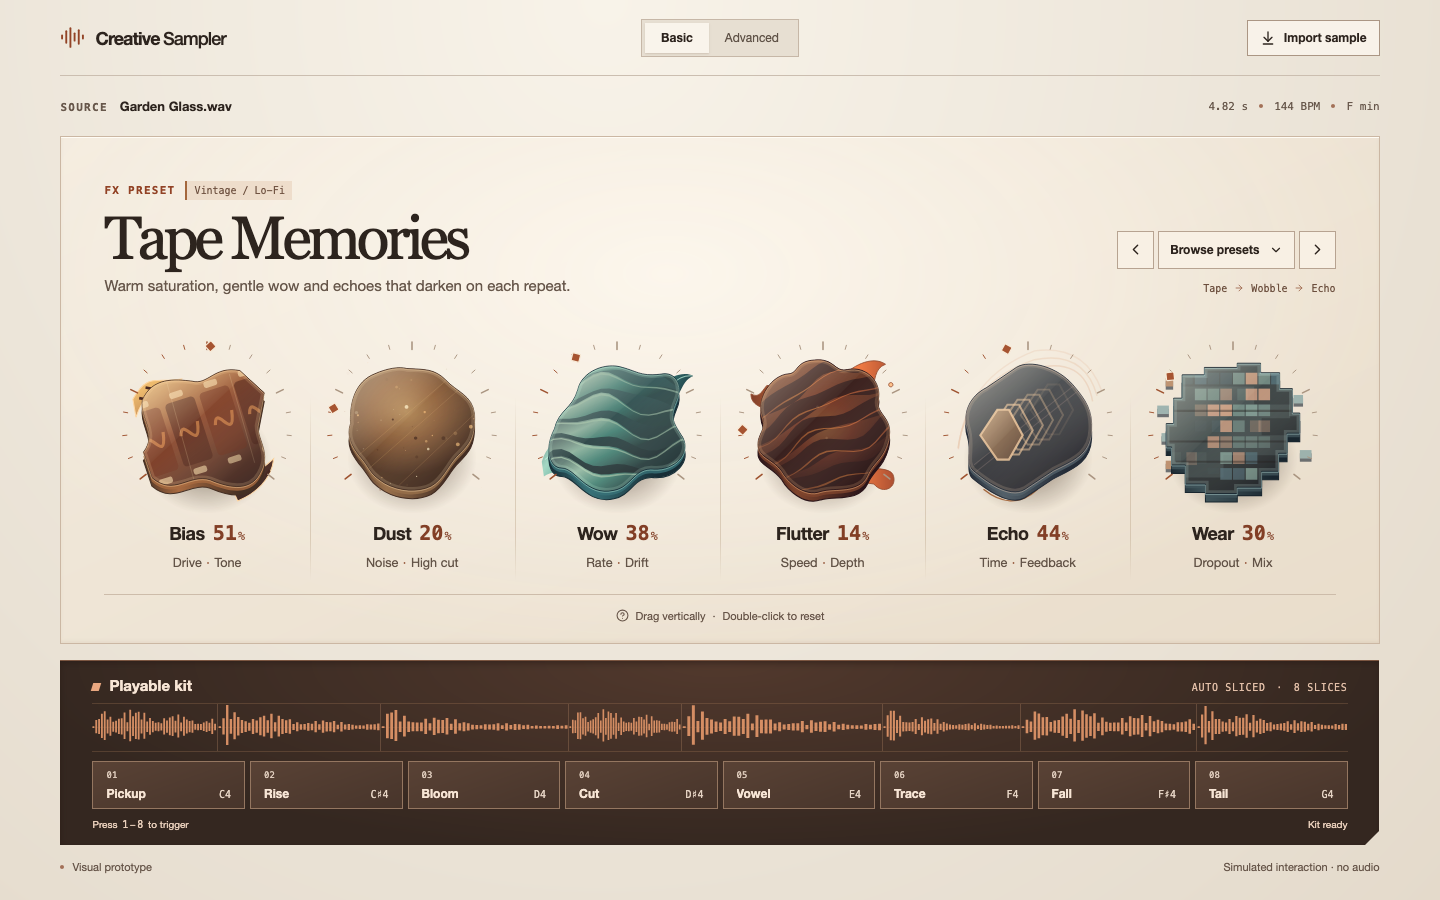 Creative Sampler
Basic
Advanced
Import sample
SOURCE Garden Glass.wav
4.82 s • 144 BPM • F min
FX PRESET
Vintage / Lo-Fi
Tape Memories
Warm saturation, gentle wow and echoes that darken on each repeat.
Browse presets
Tape → Wobble → Echo
Bias 51%
Drive · Tone
Dust 20%
Noise · High cut
Wow 38%
Rate · Drift
Flutter 14%
Speed · Depth
Echo 44%
Time · Feedback
Wear 30%
Dropout · Mix
Drag vertically · Double-click to reset
Playable kit
AUTO SLICED · 8 SLICES
01
Pickup C4
02
Rise C♯4
03
Bloom D4
04
Cut D♯4
05
Vowel E4
06
Trace F4
07
Fall F♯4
08
Tail G4
Press 1–8 to trigger
Kit ready
• Visual prototype
Simulated interaction · no audio